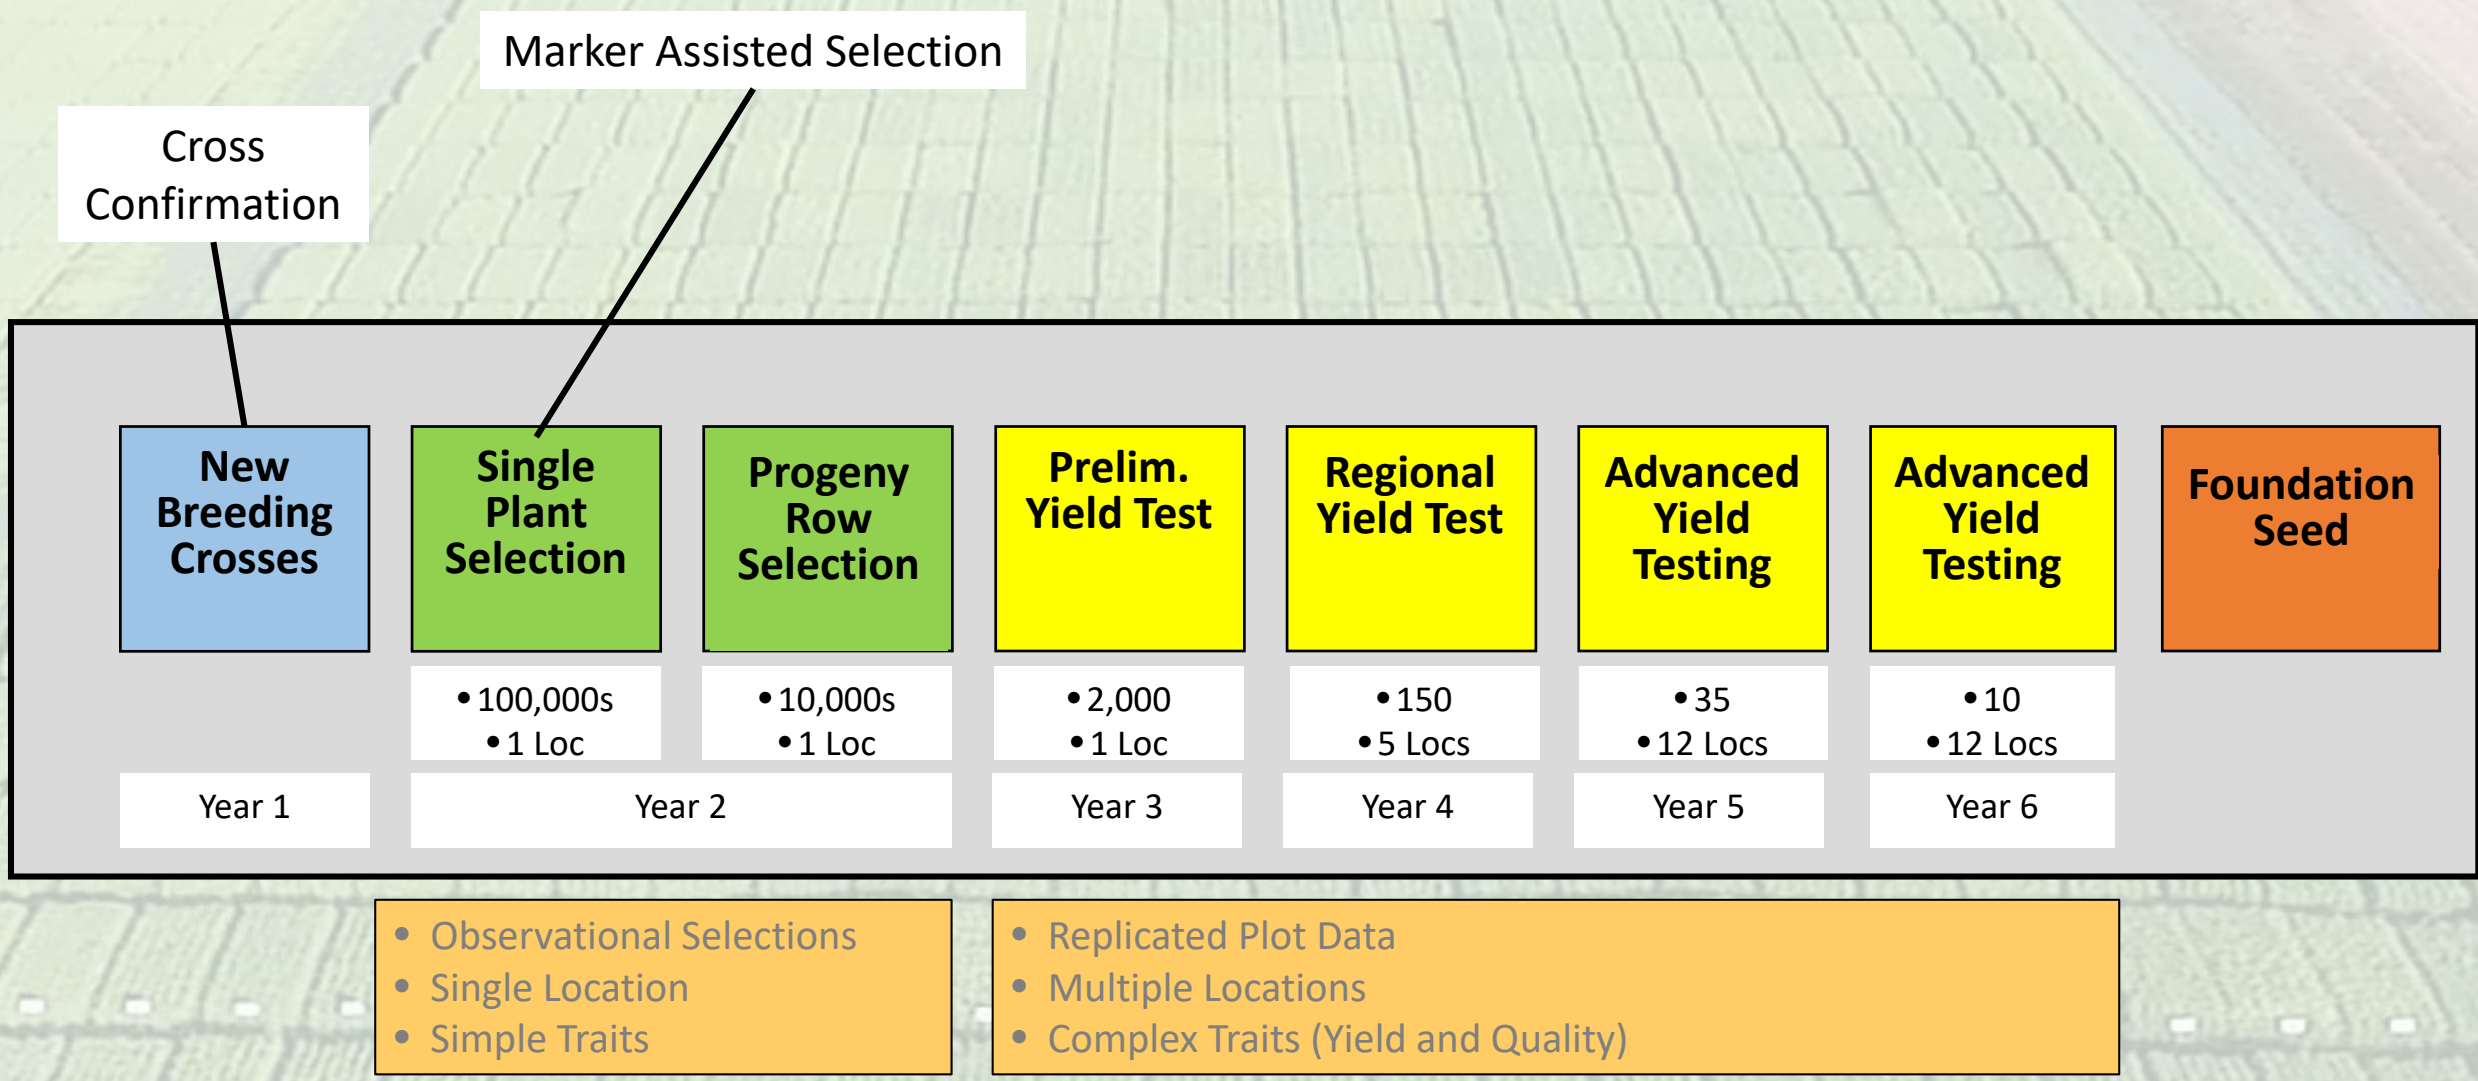 Marker Assisted Selection
Cross
Confirmation
New
Breeding
Crosses
Single
Plant
Selection
Progeny
Row
Selection
Prelim.
Yield Test
Regional
Yield Test
Advanced
Yield
Testing
Advanced
Yield
Testing
Foundation
Seed
•100,000s
•1 Loc
•10,000s
•1 Loc
•2,000
•1 Loc
•150
•5 Locs
•35
•12 Locs
•10
•12 Locs
Year 1
Year 2
Year 3
Year 4
Year 5
Year 6
• Observational Selections
• Single Location
• Simple Traits
• Replicated Plot Data
• Multiple Locations
• Complex Traits (Yield and Quality)